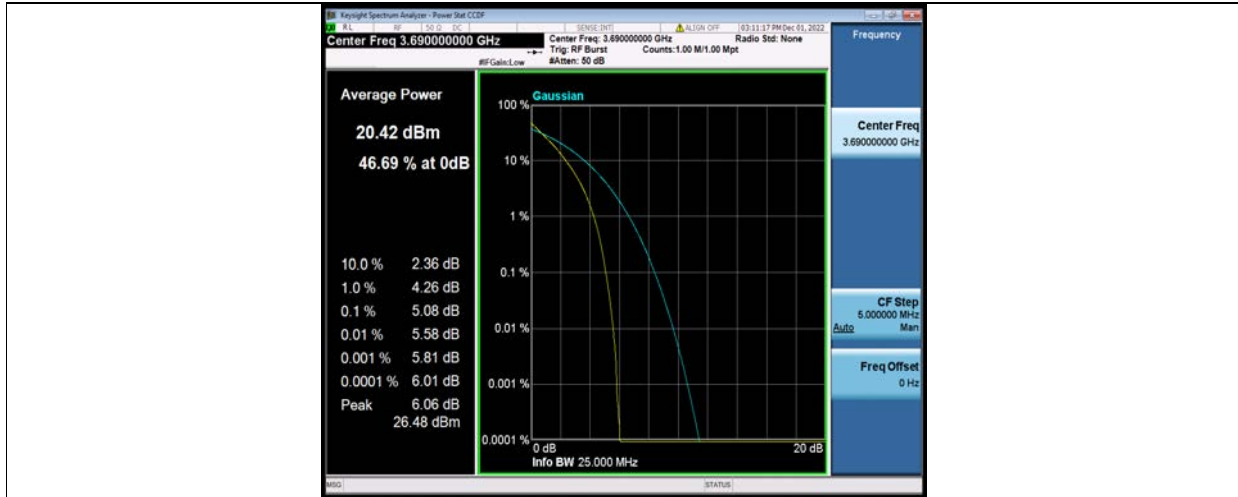 Keysight Spectrum Analyzer - Power Stat CCDF
RL RF 50 Ω DC SENSE:INT ALIGN OFF 03:11:17 PM Dec 01, 2022
Center Freq 3.690000000 GHz
Center Freq: 3.690000000 GHz Radio Std: None
Trig: RF Burst Counts:1.00 M/1.00 Mpt
#IFGain:Low #Atten: 50 dB
Frequency
Average Power
20.42 dBm
46.69 % at 0dB
10.0 % 2.36 dB
1.0 % 4.26 dB
0.1 % 5.08 dB
0.01 % 5.58 dB
0.001 % 5.81 dB
0.0001 % 6.01 dB
Peak 6.06 dB
26.48 dBm
Gaussian
100 %
10 %
1 %
0.1 %
0.01 %
0.001 %
0.0001 %
0 dB 20 dB
Info BW 25.000 MHz
Center Freq
3.690000000 GHz
CF Step
5.000000 MHz
Auto Man
Freq Offset
0 Hz
MSG STATUS